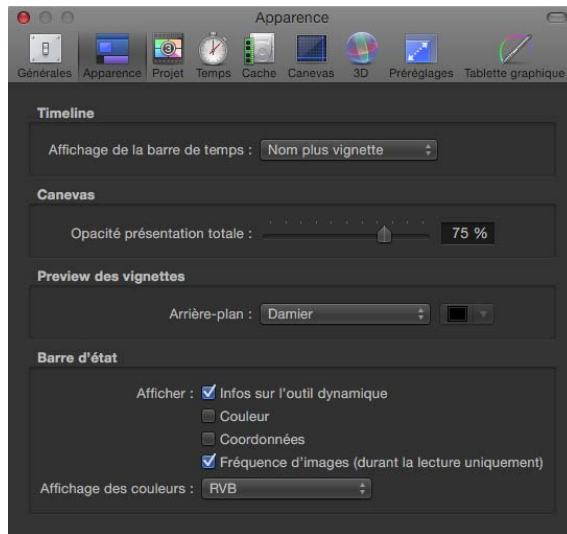 Apparence
Générales Apparence Projet Temps Cache Canevas 3D Préréglages Tablette graphique
Timeline
Affichage de la barre de temps : Nom plus vignette
Canevas
Opacité présentation totale : 75 %
Preview des vignettes
Arrière-plan : Damier
Barre d'état
Afficher : Infos sur l'outil dynamique
Couleur
Coordonnées
Fréquence d'images (durant la lecture uniquement)
Affichage des couleurs : RVB